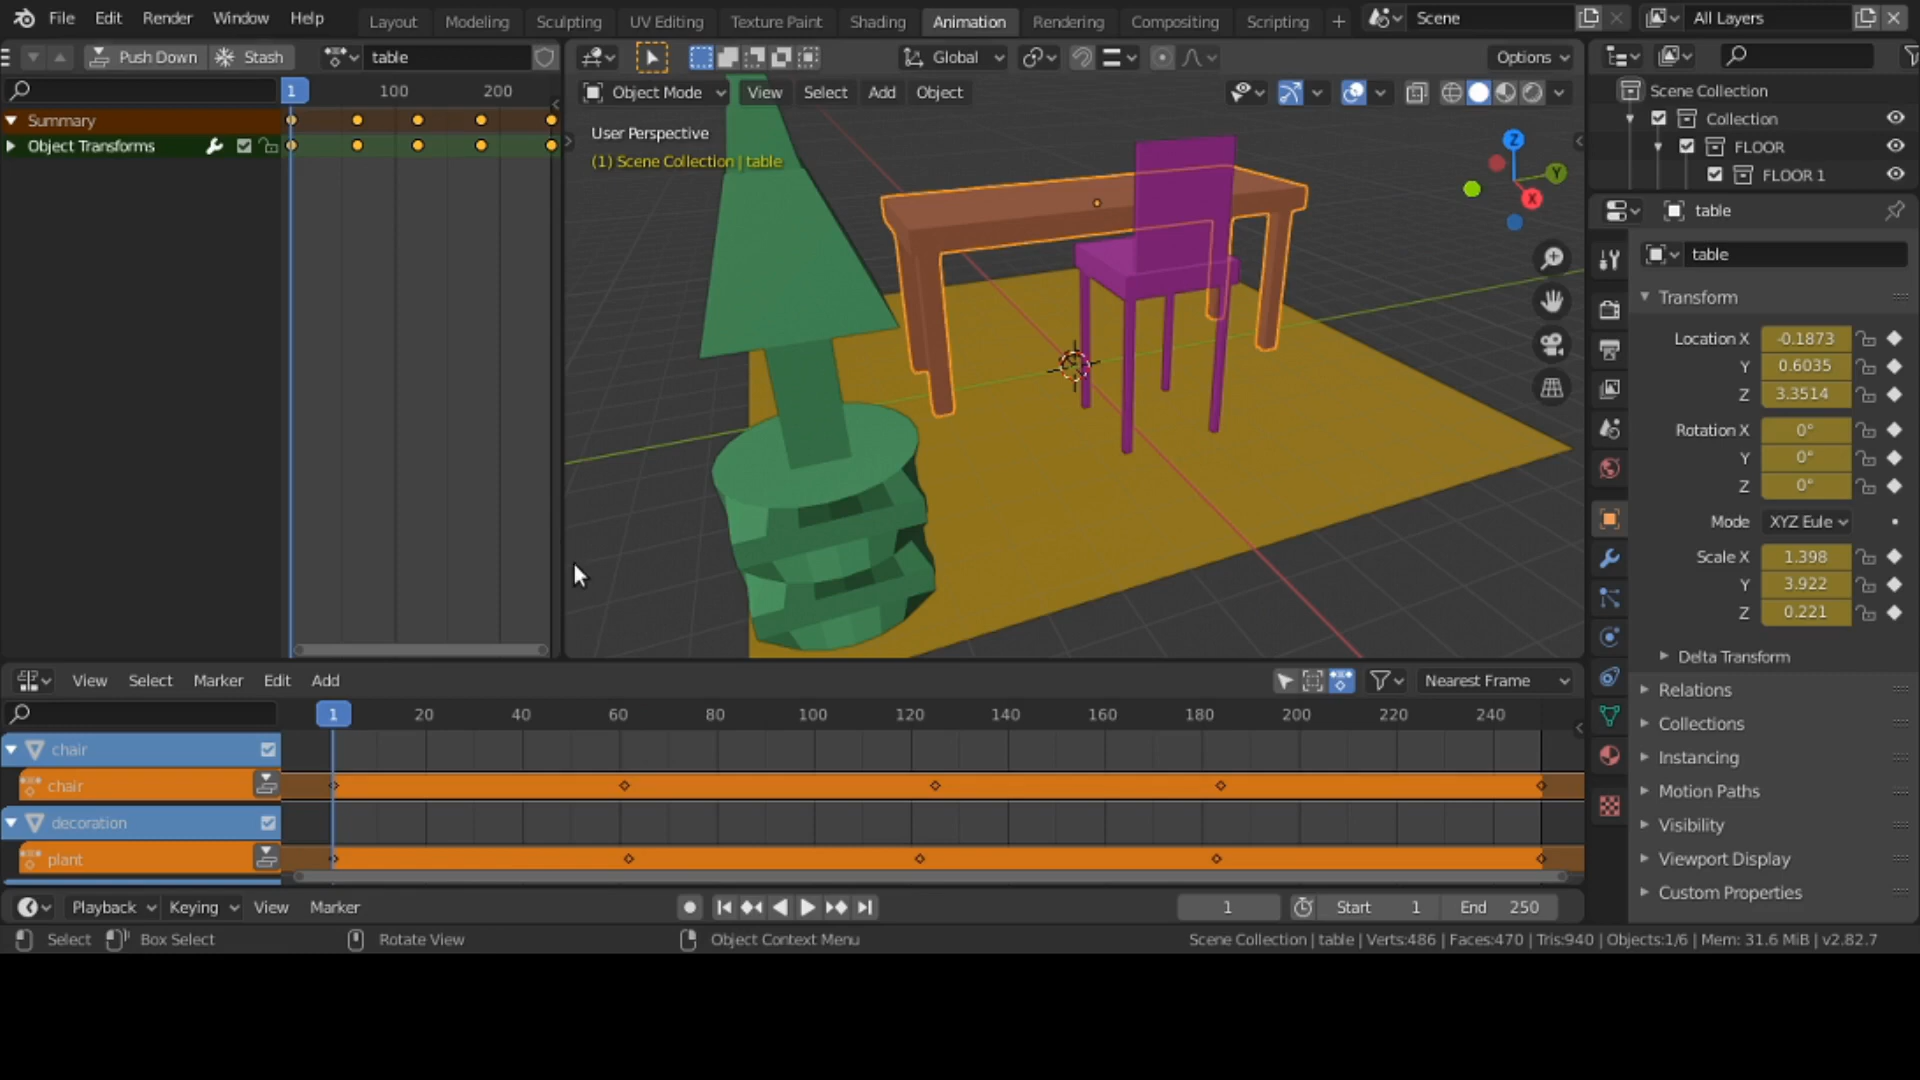 File Edit Render Window Help Layout Modeling Sculpting UV Editing Texture Paint Shading Animation Rendering Compositing Scripting + Scene All Layers
Push Down Stash table Global Options
1 100 200
Object Mode View Select Add Object
Summary
Object Transforms
User Perspective
(1) Scene Collection | table
Z
Y
X
Scene Collection
Collection
FLOOR
FLOOR 1
table
table
Transform
Location X -0.1873
Y 0.6035
Z 3.3514
Rotation X 0°
Y 0°
Z 0°
Mode XYZ Eule
Scale X 1.398
Y 3.922
Z 0.221
Delta Transform
Relations
Collections
Instancing
Motion Paths
Visibility
Viewport Display
Custom Properties
View Select Marker Edit Add Nearest Frame
1 20 40 60 80 100 120 140 160 180 200 220 240
chair
chair
decoration
plant
Playback Keying View Marker 1 Start 1 End 250
Select Box Select Rotate View Object Context Menu Scene Collection | table | Verts:486 | Faces:470 | Tris:940 | Objects:1/6 | Mem: 31.6 MiB | v2.82.7